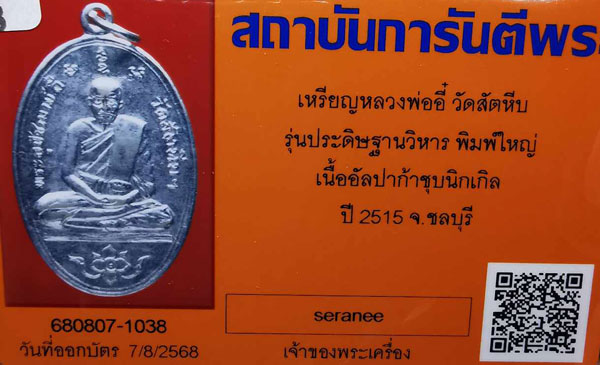 สถาบันการันตีพระ
เหรียญหลวงพ่ออี๋ วัดสัตหีบ
รุ่นประดิษฐานวิหาร พิมพ์ใหญ่
เนื้ออัลปาก้าชุบนิกเกิล
ปี 2515 จ.ชลบุรี
680807-1038
วันที่ออกบัตร 7/8/2568
seranee
เจ้าของพระเครื่อง